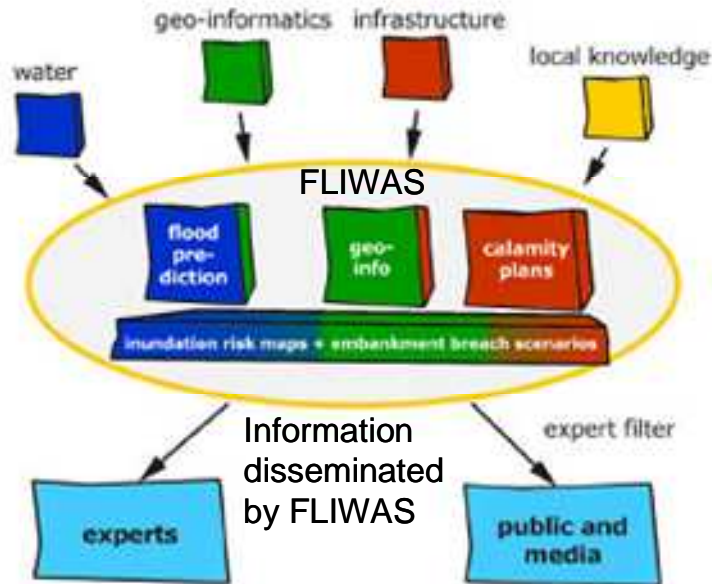 geo-informatics
infrastructure
water
local knowledge
FLIWAS
flood
pre-
diction
geo-
info
calamity
plans
inundation risk maps + embankment breach scenarios
Information
disseminated
by FLIWAS
expert filter
experts
public and
media